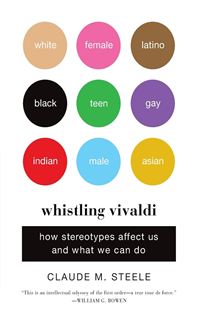 white female latino
black teen gay
indian male asian
whistling vivaldi
how stereotypes affect us
and what we can do
CLAUDE M. STEELE
"This is an intellectual odyssey of the first order—a true tour de force."
—WILLIAM G. BOWEN